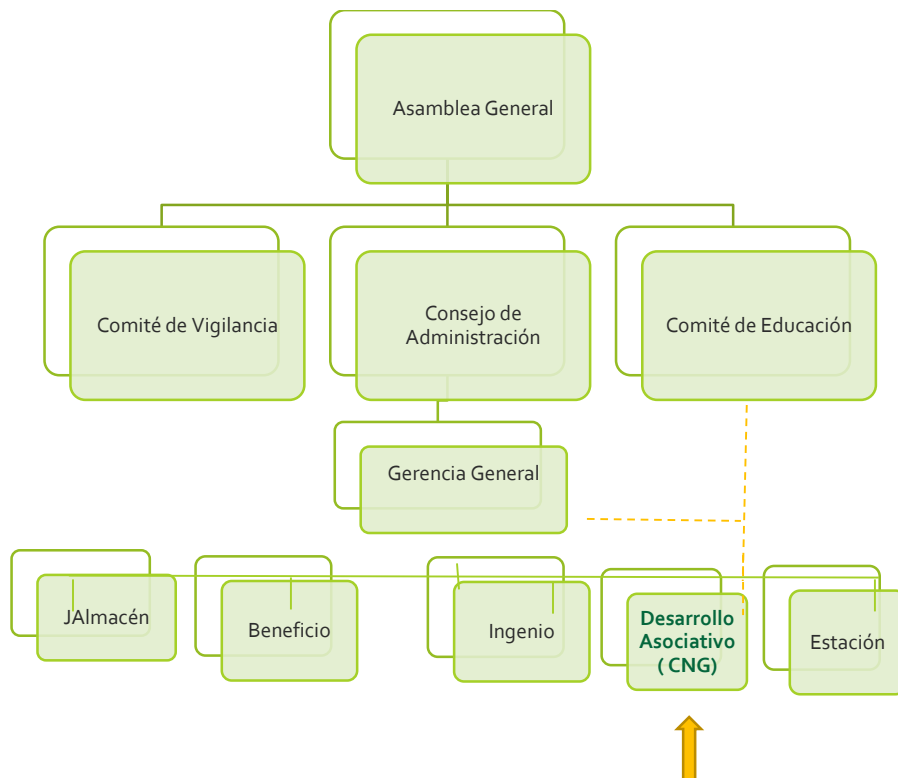 Asamblea General
Comité de Vigilancia
Consejo de
Administración
Comité de Educación
Gerencia General
JAlmacén
Beneficio
Ingenio
Desarrollo
Asociativo
( CNG)
Estación